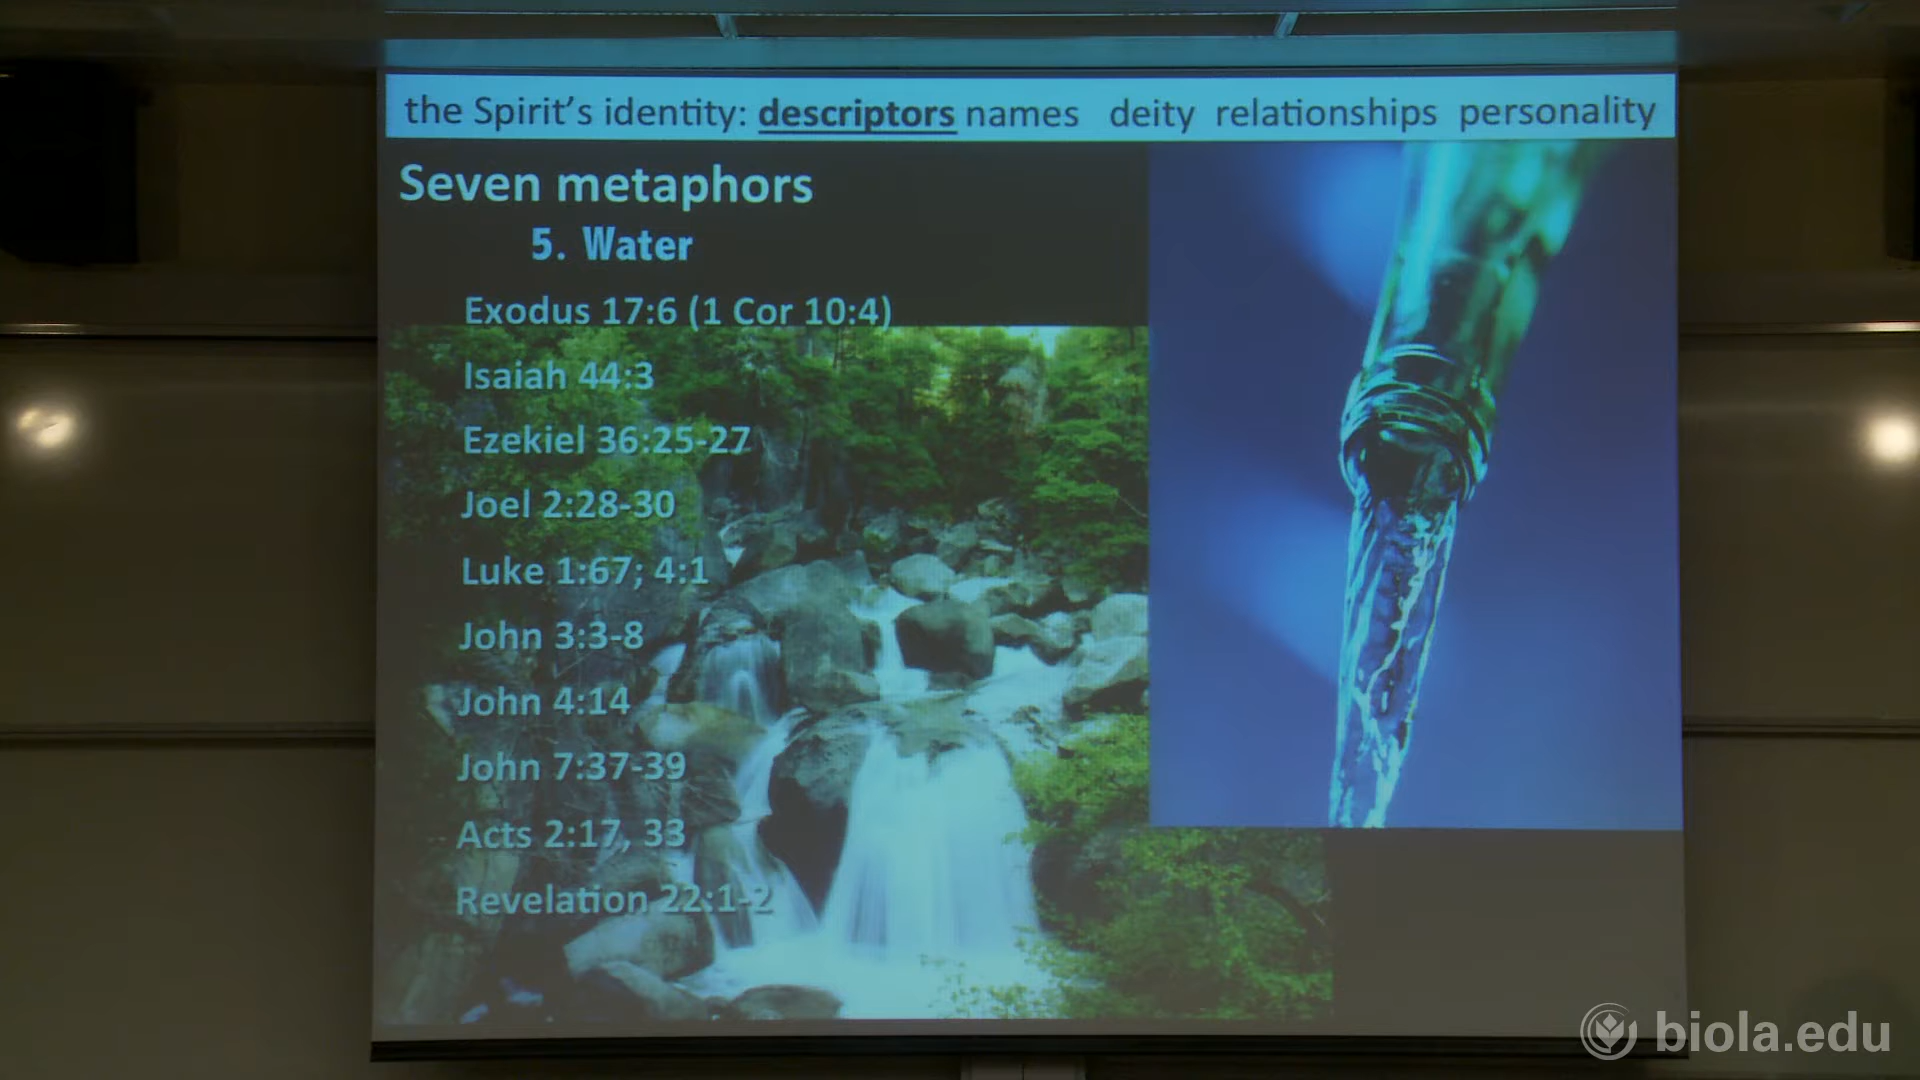 the Spirit's identity: descriptors names deity relationships personality
Seven metaphors
5. Water
Exodus 17:6 (1 Cor 10:4)
Isaiah 44:3
Ezekiel 36:25-27
Joel 2:28-30
Luke 1:67; 4:1
John 3:3-8
John 4:14
John 7:37-39
Acts 2:17, 33
Revelation 22:1-2
biola.edu